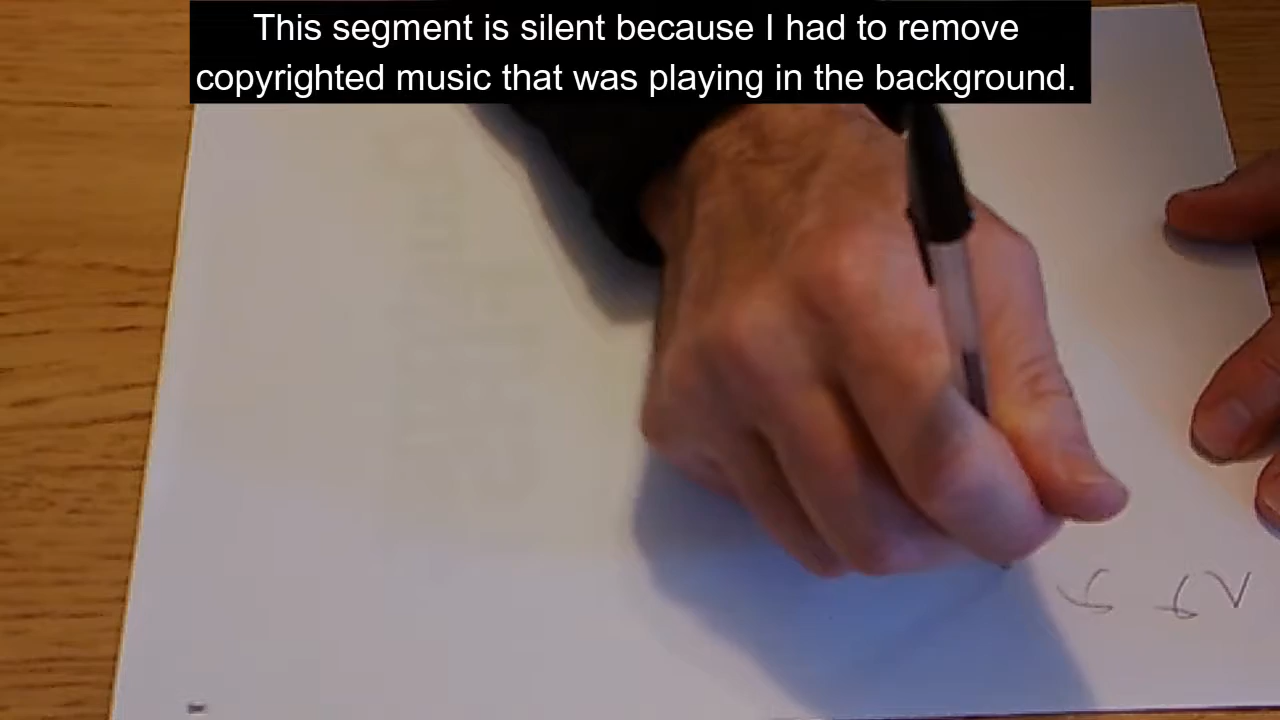 This segment is silent because I had to remove
copyrighted music that was playing in the background.